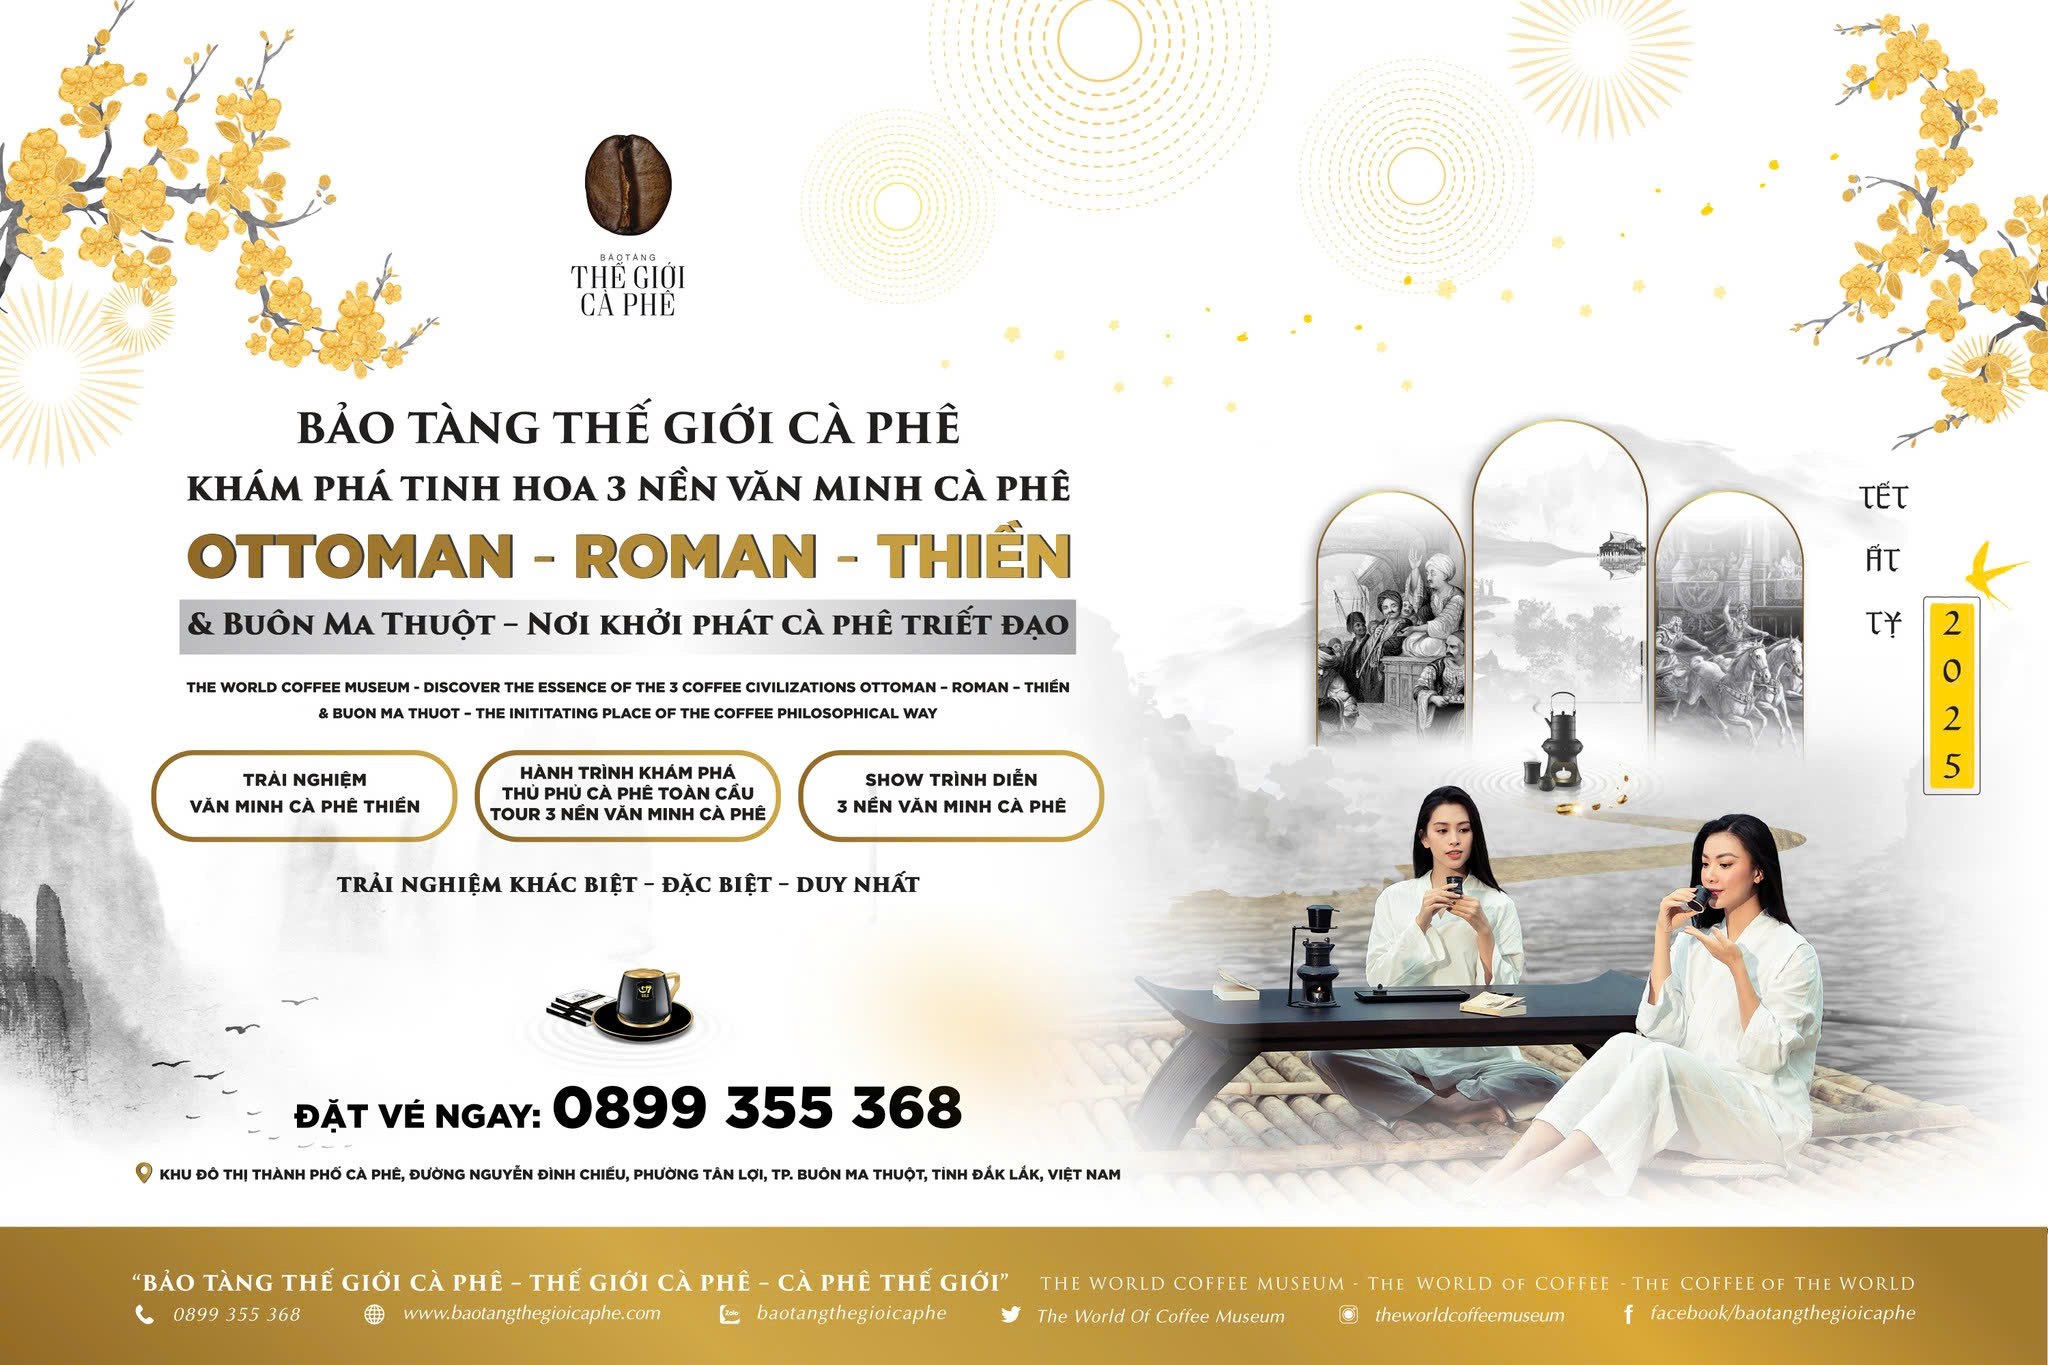 BẢO TÀNG
THẾ GIỚI
CÀ PHÊ
BẢO TÀNG THẾ GIỚI CÀ PHÊ
KHÁM PHÁ TINH HOA 3 NỀN VĂN MINH CÀ PHÊ
OTTOMAN - ROMAN - THIỀN
& BUÔN MA THUỘT – NƠI KHỞI PHÁT CÀ PHÊ TRIẾT ĐẠO
THE WORLD COFFEE MUSEUM - DISCOVER THE ESSENCE OF THE 3 COFFEE CIVILIZATIONS OTTOMAN – ROMAN – THIỀN
& BUON MA THUOT – THE INITITATING PLACE OF THE COFFEE PHILOSOPHICAL WAY
TRẢI NGHIỆM
VĂN MINH CÀ PHÊ THIỀN
HÀNH TRÌNH KHÁM PHÁ
THỦ PHỦ CÀ PHÊ TOÀN CẦU
TOUR 3 NỀN VĂN MINH CÀ PHÊ
SHOW TRÌNH DIỄN
3 NỀN VĂN MINH CÀ PHÊ
TRẢI NGHIỆM KHÁC BIỆT – ĐẶC BIỆT – DUY NHẤT
ĐẶT VÉ NGAY: 0899 355 368
KHU ĐÔ THỊ THÀNH PHỐ CÀ PHÊ, ĐƯỜNG NGUYỄN ĐÌNH CHIỂU, PHƯỜNG TÂN LỢI, TP. BUÔN MA THUỘT, TỈNH ĐẮK LẮK, VIỆT NAM
TẾT
ẤT
TỴ
2025
"BẢO TÀNG THẾ GIỚI CÀ PHÊ – THẾ GIỚI CÀ PHÊ – CÀ PHÊ THẾ GIỚI" THE WORLD COFFEE MUSEUM - THE WORLD OF COFFEE - THE COFFEE OF THE WORLD
0899 355 368 www.baotangthegioicaphe.com Zalo baotangthegioicaphe The World Of Coffee Museum theworldcoffeemuseum facebook/baotangthegioicaphe